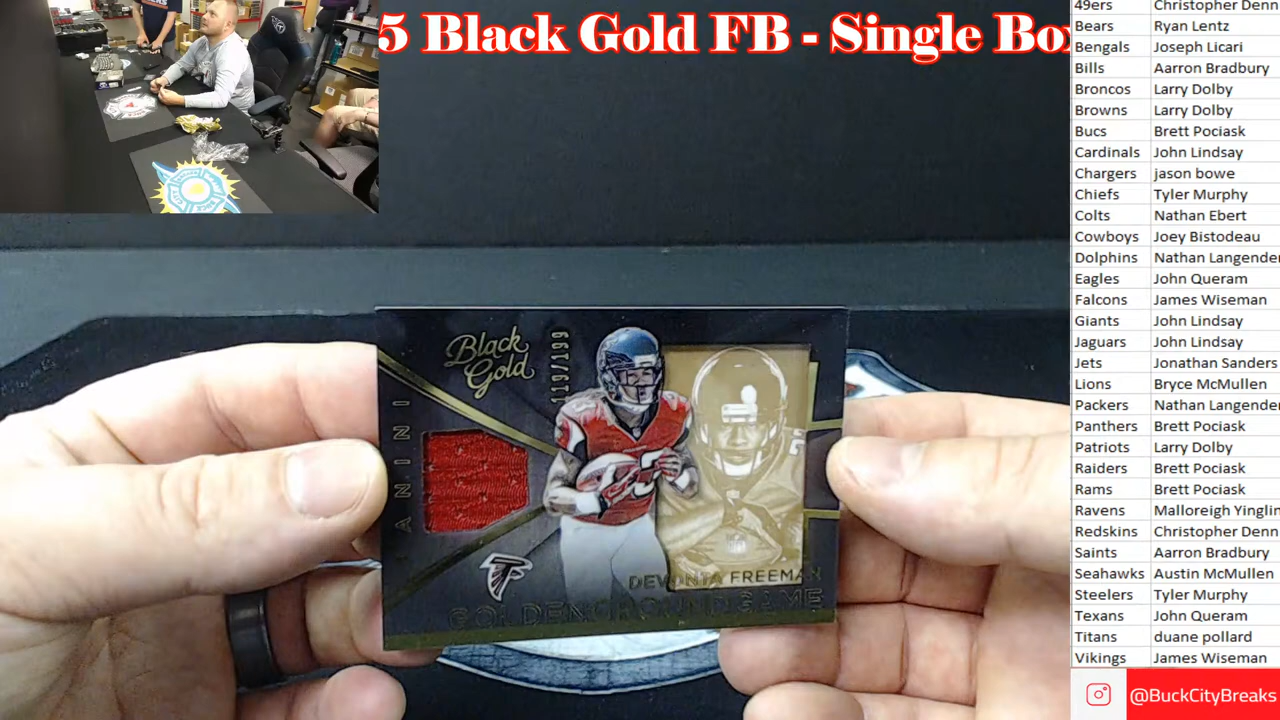 5 Black Gold FB - Single Box
49ers Christopher Denn
Bears Ryan Lentz
Bengals Joseph Licari
Bills Aarron Bradbury
Broncos Larry Dolby
Browns Larry Dolby
Bucs Brett Pociask
Cardinals John Lindsay
Chargers jason bowe
Chiefs Tyler Murphy
Colts Nathan Ebert
Cowboys Joey Bistodeau
Dolphins Nathan Langende
Eagles John Queram
Falcons James Wiseman
Giants John Lindsay
Jaguars John Lindsay
Jets Jonathan Sanders
Lions Bryce McMullen
Packers Nathan Langende
Panthers Brett Pociask
Patriots Larry Dolby
Raiders Brett Pociask
Rams Brett Pociask
Ravens Malloreigh Yinglin
Redskins Christopher Denn
Saints Aarron Bradbury
Seahawks Austin McMullen
Steelers Tyler Murphy
Texans John Queram
Titans duane pollard
Vikings James Wiseman
@BuckCityBreaks
Black
Gold
119/199
ANINI
DEVONTA FREEMAN
GOLDEN GROUND GAME